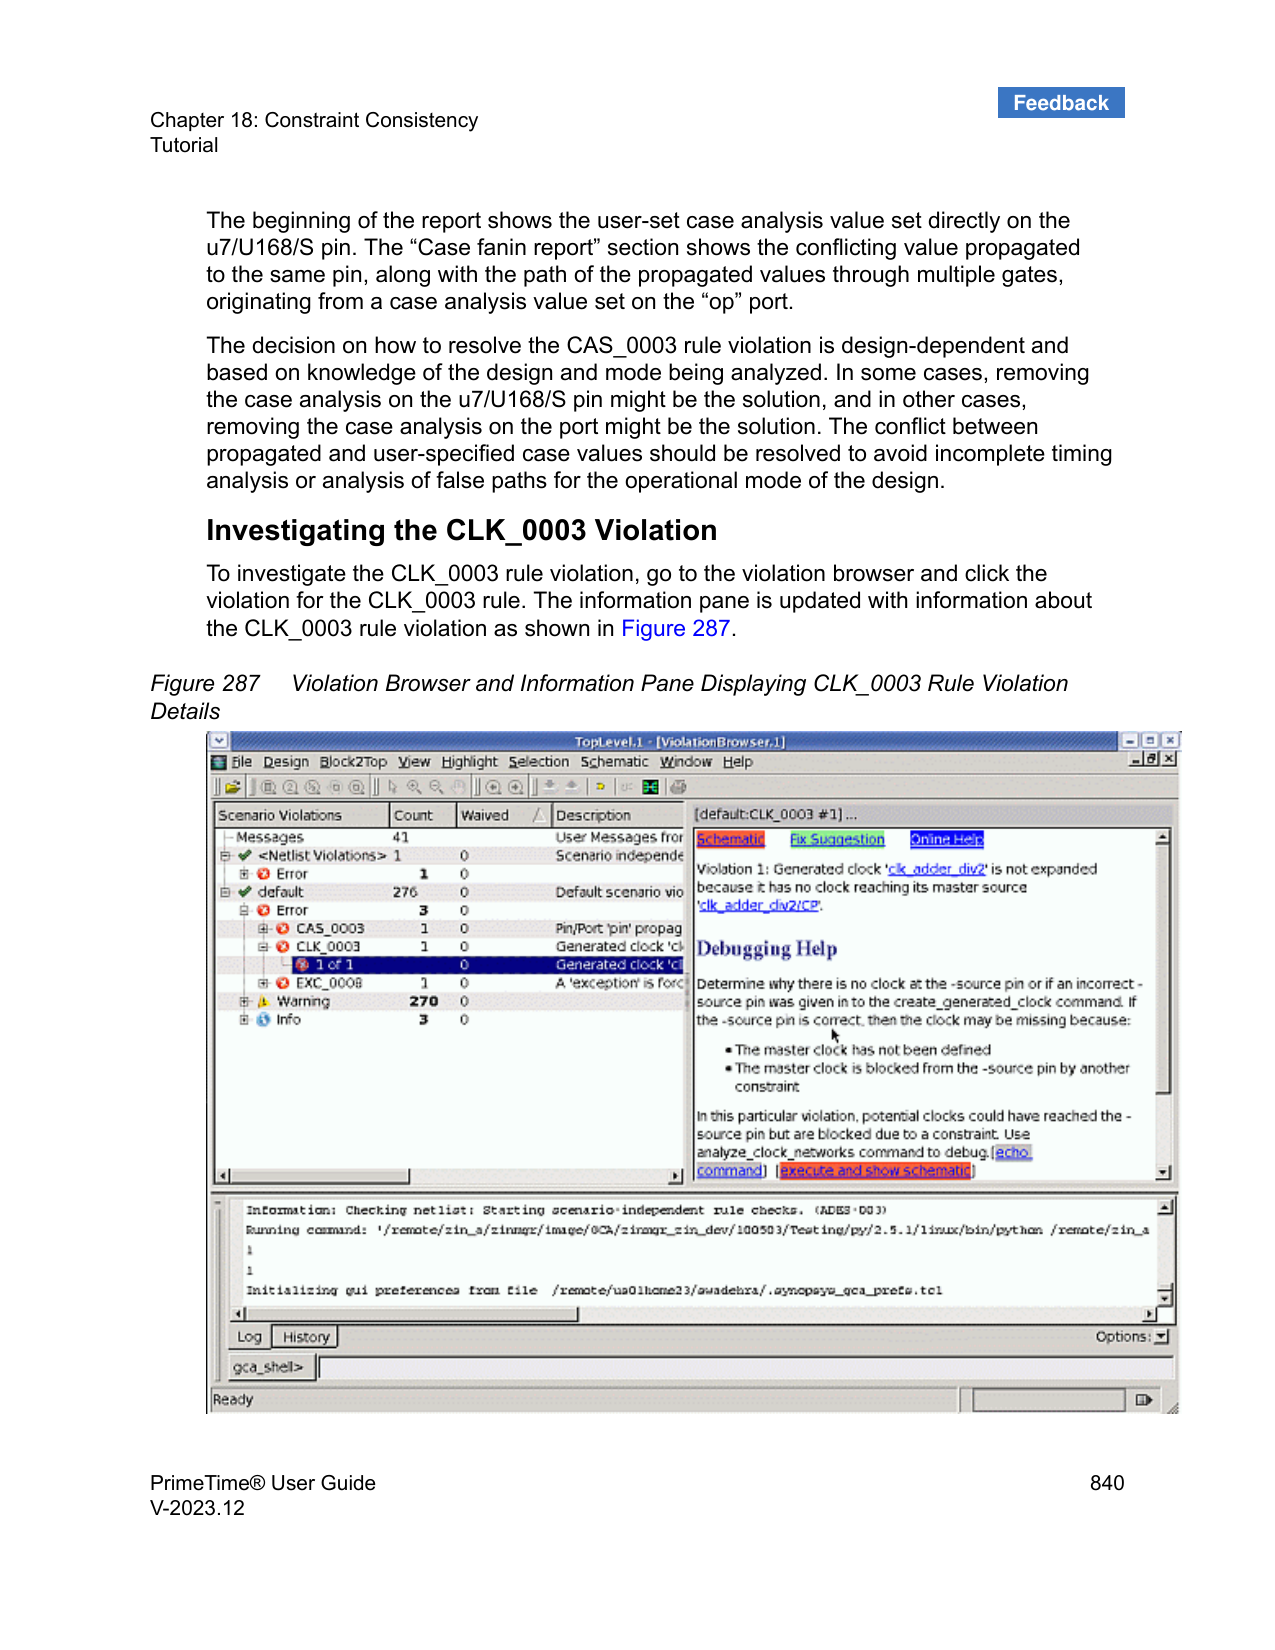 Feedback
Chapter 18: Constraint Consistency
Tutorial
The beginning of the report shows the user-set case analysis value set directly on the
u7/U168/S pin. The “Case fanin report” section shows the conflicting value propagated
to the same pin, along with the path of the propagated values through multiple gates,
originating from a case analysis value set on the “op” port.
The decision on how to resolve the CAS_0003 rule violation is design-dependent and
based on knowledge of the design and mode being analyzed. In some cases, removing
the case analysis on the u7/U168/S pin might be the solution, and in other cases,
removing the case analysis on the port might be the solution. The conflict between
propagated and user-specified case values should be resolved to avoid incomplete timing
analysis or analysis of false paths for the operational mode of the design.
Investigating the CLK_0003 Violation
To investigate the CLK_0003 rule violation, go to the violation browser and click the
violation for the CLK_0003 rule. The information pane is updated with information about
the CLK_0003 rule violation as shown in Figure 287.
Figure 287 Violation Browser and Information Pane Displaying CLK_0003 Rule Violation
Details
TopLevel.1 - [ViolationBrowser.1]
File Design Block2Top View Highlight Selection Schematic Window Help
Scenario Violations Count Waived Description
Messages 41 User Messages fror
<Netlist Violations> 1 0 Scenario independe
Error 1 0
default 276 0 Default scenario vio
Error 3 0
CAS_0003 1 0 Pin/Port 'pin' propag
CLK_0003 1 0 Generated clock 'cl
1 of 1 0 Generated clock 'cl
EXC_0008 1 0 A 'exception' is forc
Warning 270 0
Info 3 0
[default:CLK_0003 #1] ...
Schematic Fix Suggestion Online Help
Violation 1: Generated clock 'clk_adder_div2' is not expanded
because it has no clock reaching its master source
'clk_adder_div2/CP'.
Debugging Help
Determine why there is no clock at the -source pin or if an incorrect -
source pin was given in to the create_generated_clock command. If
the -source pin is correct, then the clock may be missing because:
• The master clock has not been defined
• The master clock is blocked from the -source pin by another
constraint
In this particular violation, potential clocks could have reached the -
source pin but are blocked due to a constraint. Use
analyze_clock_networks command to debug.[echo
command] [execute and show schematic]
Information: Checking netlist: Starting scenario-independent rule checks. (ADES-003)
Running command: '/remote/zin_a/zinmgr/image/GCA/zinmgr_zin_dev/100503/Testing/py/2.5.1/linux/bin/python /remote/zin_a
1
1
Initializing gui preferences from file /remote/us01home23/swadehra/.synopsys_gca_prefs.tcl
Log History Options:
gca_shell>
Ready
PrimeTime® User Guide 840
V-2023.12